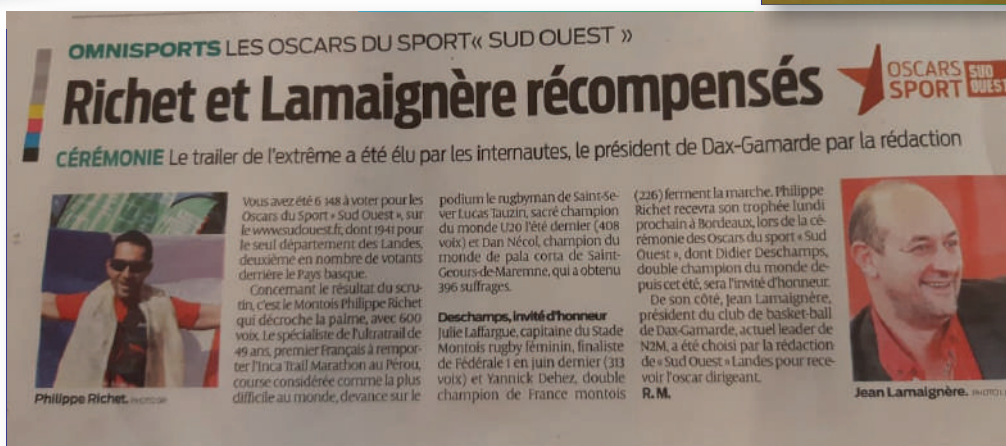 OMNISPORTS LES OSCARS DU SPORT« SUD OUEST »
Richet et Lamaignère récompensés
OSCARS
SPORT
SUD
OUEST
CÉRÉMONIE Le trailer de l'extrême a été élu par les internautes, le président de Dax-Gamarde par la rédaction
Vous avez été 6 148 à voter pour les
Oscars du Sport « Sud Ouest », sur
le www.sudouest.fr, dont 1941 pour
le seul département des Landes,
deuxième en nombre de votants
derrière le Pays basque.
Concernant le résultat du scru-
tin, c'est le Montois Philippe Richet
qui décroche la palme, avec 600
voix. Le spécialiste de l'ultratrail de
49 ans, premier Français à rempor-
ter l'Inca Trail Marathon au Pérou,
course considérée comme la plus
difficile au monde, devance sur le
podium le rugbyman de Saint-Se-
ver Lucas Tauzin, sacré champion
du monde U20 l'été dernier (408
voix) et Dan Nécol, champion du
monde de pala corta de Saint-
Geours-de-Maremne, qui a obtenu
396 suffrages.
Deschamps, invité d'honneur
Julie Laffargue, capitaine du Stade
Montois rugby féminin, finaliste
de Fédérale 1 en juin dernier (313
voix) et Yannick Dehez, double
champion de France montois
(226) ferment la marche. Philippe
Richet recevra son trophée lundi
prochain à Bordeaux, lors de la cé-
rémonie des Oscars du sport « Sud
Ouest », dont Didier Deschamps,
double champion du monde de-
puis cet été, sera l'invité d'honneur.
De son côté, Jean Lamaignère,
président du club de basket-ball
de Dax-Gamarde, actuel leader de
N2M, a été choisi par la rédaction
de « Sud Ouest » Landes pour rece-
voir l'oscar dirigeant.
R. M.
Philippe Richet. PHOTO DR
Jean Lamaignère. PHOTO